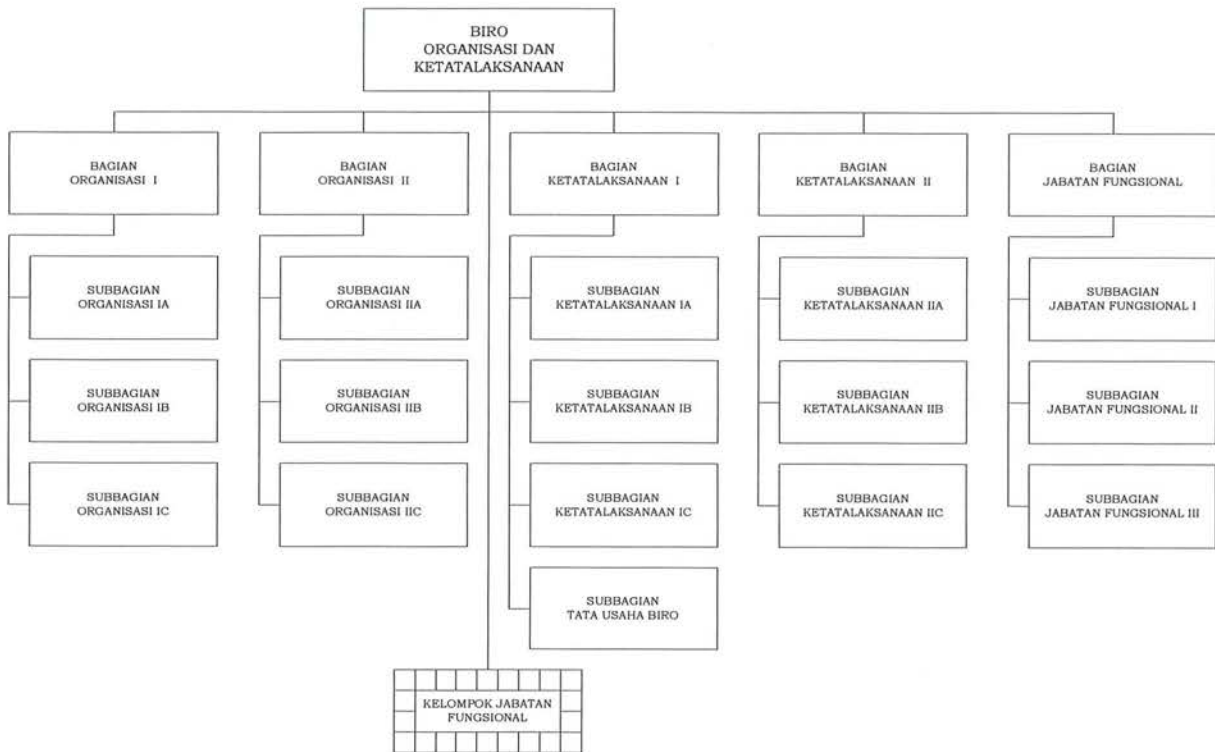 BIRO
ORGANISASI DAN
KETATALAKSANAAN
BAGIAN
ORGANISASI I
BAGIAN
ORGANISASI II
BAGIAN
KETATALAKSANAAN I
BAGIAN
KETATALAKSANAAN II
BAGIAN
JABATAN FUNGSIONAL
SUBBAGIAN
ORGANISASI IA
SUBBAGIAN
ORGANISASI IIA
SUBBAGIAN
KETATALAKSANAAN IA
SUBBAGIAN
KETATALAKSANAAN IIA
SUBBAGIAN
JABATAN FUNGSIONAL I
SUBBAGIAN
ORGANISASI IB
SUBBAGIAN
ORGANISASI IIB
SUBBAGIAN
KETATALAKSANAAN IB
SUBBAGIAN
KETATALAKSANAAN IIB
SUBBAGIAN
JABATAN FUNGSIONAL II
SUBBAGIAN
ORGANISASI IC
SUBBAGIAN
ORGANISASI IIC
SUBBAGIAN
KETATALAKSANAAN IC
SUBBAGIAN
KETATALAKSANAAN IIC
SUBBAGIAN
JABATAN FUNGSIONAL III
SUBBAGIAN
TATA USAHA BIRO
KELOMPOK JABATAN
FUNGSIONAL